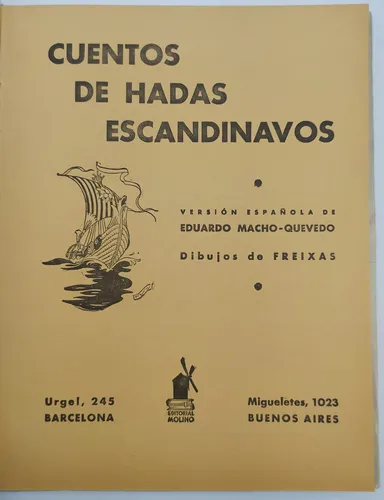 CUENTOS
DE HADAS
ESCANDINAVOS
VERSIÓN ESPAÑOLA DE
EDUARDO MACHO-QUEVEDO
Dibujos de FREIXAS
Urgel, 245
BARCELONA
EDITORIAL
MOLINO
Migueletes, 1023
BUENOS AIRES